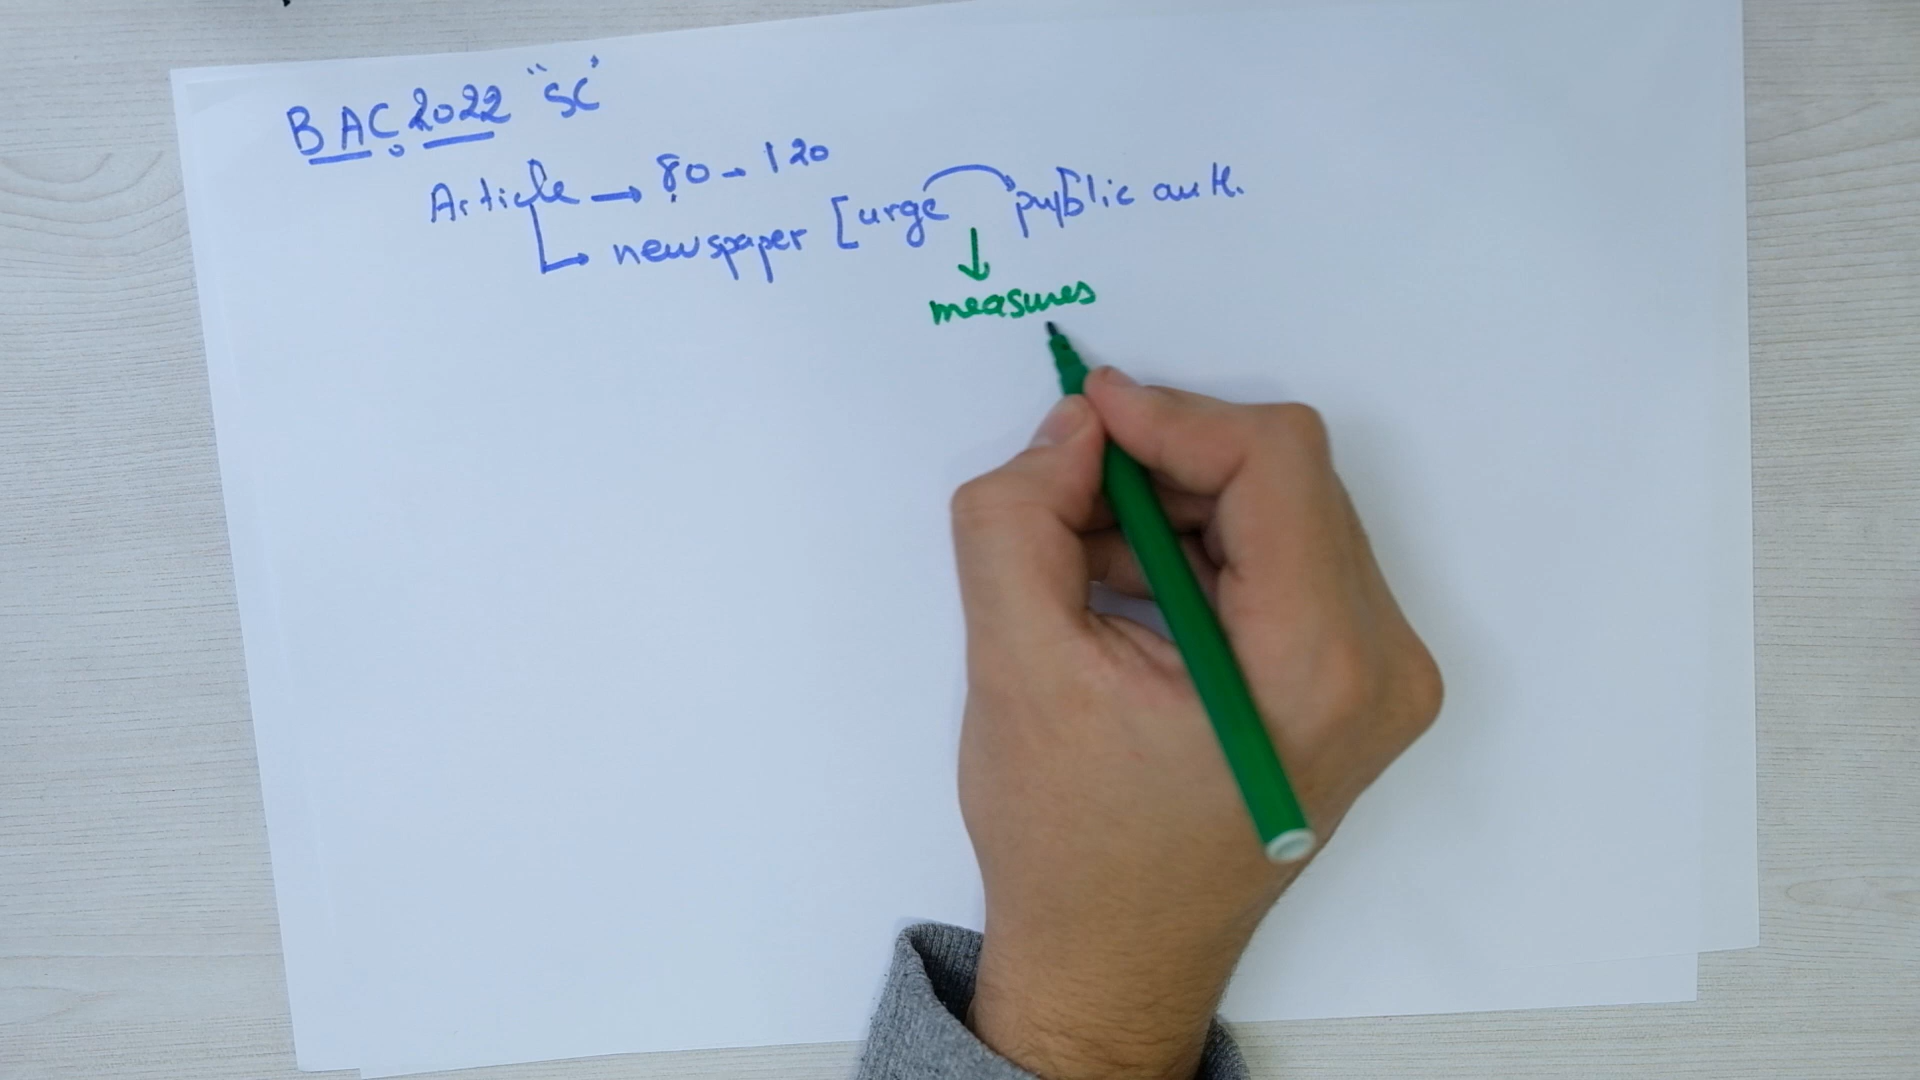 BAC 2022 "SC"
Article → 80 - 120
↳ newspaper [urge public auth.
↓
measures